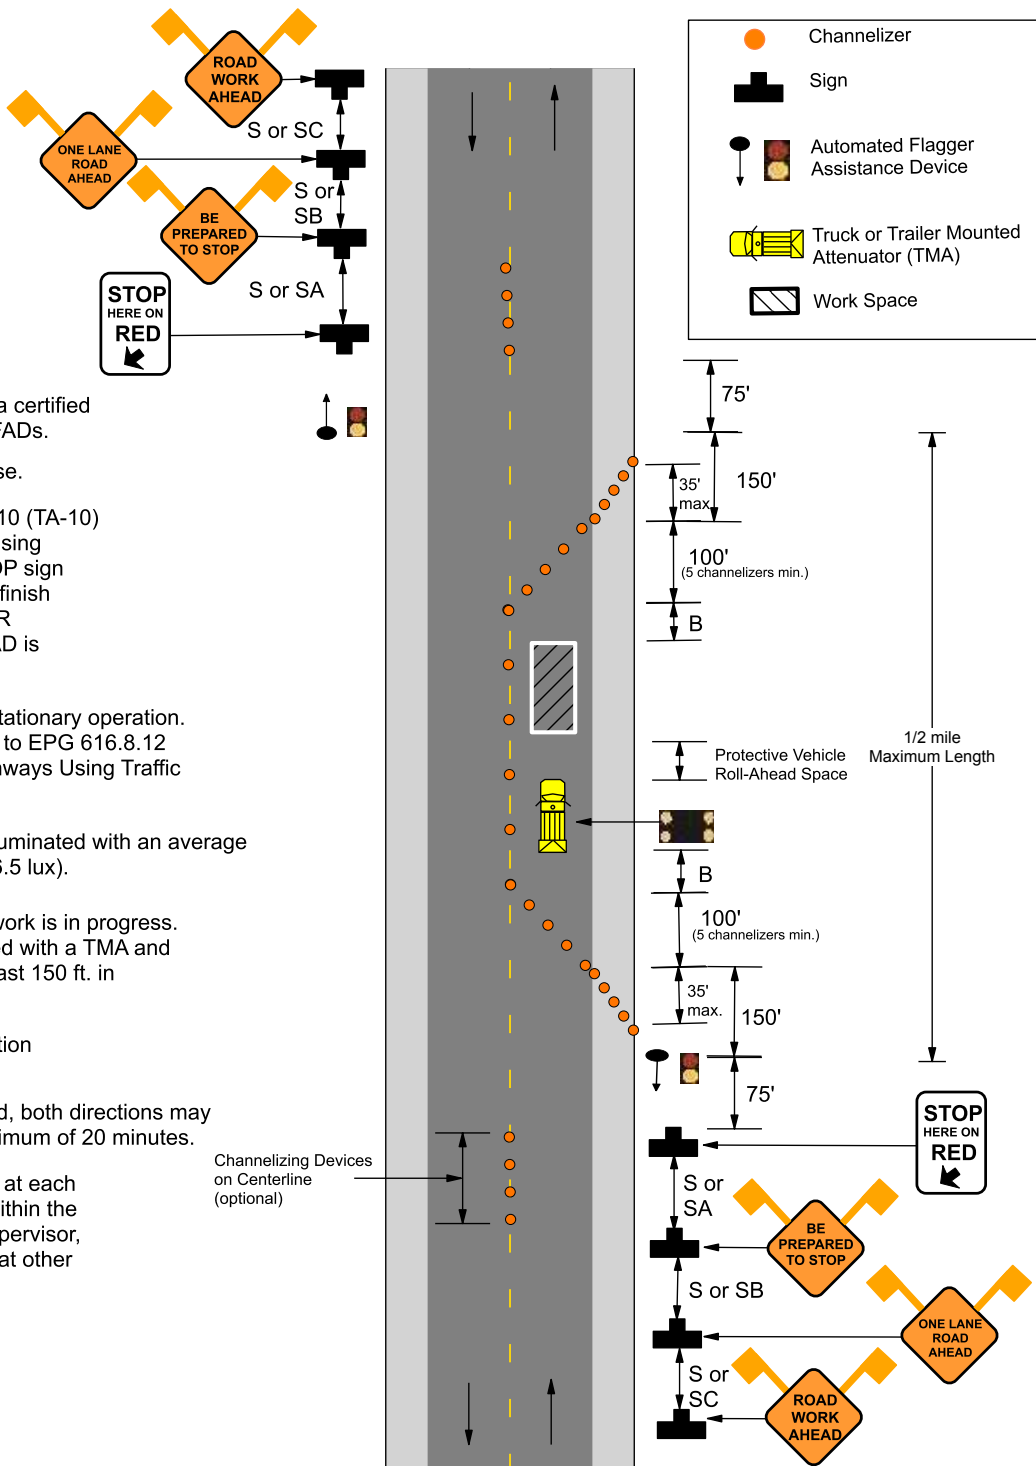 ROAD
WORK
AHEAD
S or SC
ONE LANE
ROAD
AHEAD
S or
SB
BE
PREPARED
TO STOP
S or SA
STOP
HERE ON
RED
Channelizer
Sign
Automated Flagger
Assistance Device
Truck or Trailer Mounted
Attenuator (TMA)
Work Space
a certified
FADs.
se.
10 (TA-10)
sing
OP sign
finish
R
AD is
tationary operation.
to EPG 616.8.12
hways Using Traffic
uminated with an average
6.5 lux).
work is in progress.
ed with a TMA and
ast 150 ft. in
tion
d, both directions may
imum of 20 minutes.
at each
ithin the
pervisor,
at other
75'
150'
35'
max.
100'
(5 channelizers min.)
B
Protective Vehicle
Roll-Ahead Space
1/2 mile
Maximum Length
B
100'
(5 channelizers min.)
35'
max.
150'
75'
Channelizing Devices
on Centerline
(optional)
STOP
HERE ON
RED
S or
SA
BE
PREPARED
TO STOP
S or SB
ONE LANE
ROAD
AHEAD
S or
SC
ROAD
WORK
AHEAD